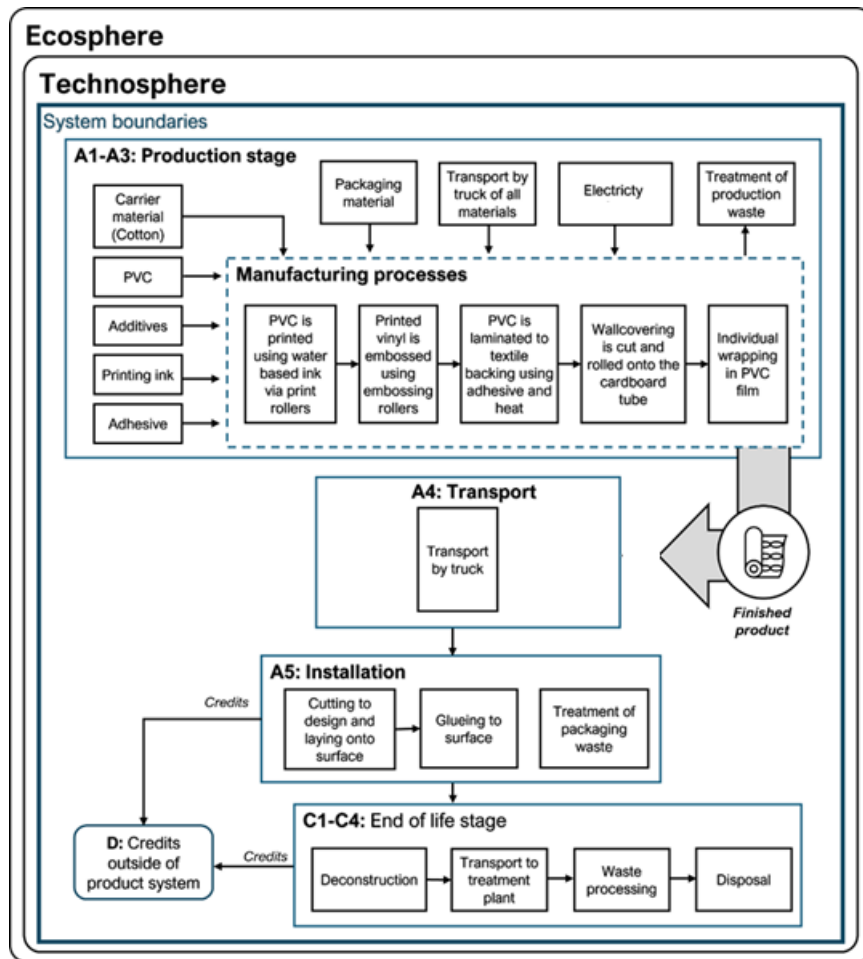 Ecosphere
Technosphere
System boundaries
A1-A3: Production stage
Carrier
material
(Cotton)
Packaging
material
Transport by
truck of all
materials
Electricty
Treatment of
production
waste
PVC
Additives
Printing ink
Adhesive
Manufacturing processes
PVC is
printed
using water
based ink
via print
rollers
Printed
vinyl is
embossed
using
embossing
rollers
PVC is
laminated to
textile
backing using
adhesive and
heat
Wallcovering
is cut and
rolled onto the
cardboard
tube
Individual
wrapping
in PVC
film
A4: Transport
Transport
by truck
Finished
product
A5: Installation
Credits
Cutting to
design and
laying onto
surface
Glueing to
surface
Treatment of
packaging
waste
C1-C4: End of life stage
D: Credits
outside of
product system
Credits
Deconstruction
Transport to
treatment
plant
Waste
processing
Disposal